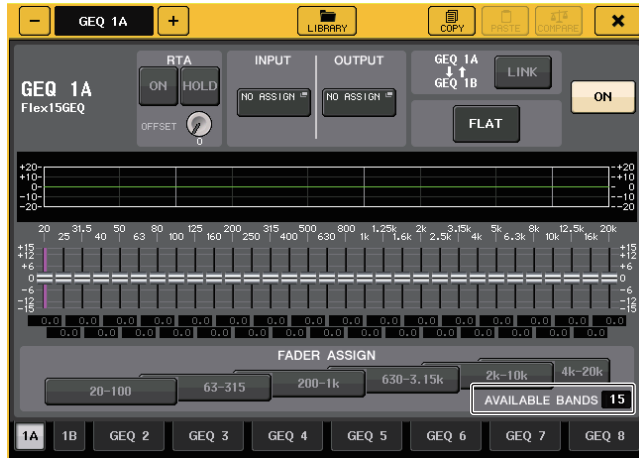 − GEQ 1A + LIBRARY COPY PASTE COMPARE ×
RTA INPUT OUTPUT GEQ 1A
GEQ 1B LINK
GEQ 1A ON HOLD NO ASSIGN NO ASSIGN ON
Flex15GEQ
OFFSET 0 FLAT
+20 +20
+10 +10
0 0
-10 -10
-20 -20
20 31.5 50 80 125 200 315 500 800 1.25k 2k 3.15k 5k 8k 12.5k 20k
25 40 63 100 160 250 400 630 1k 1.6k 2.5k 4k 6.3k 10k 16k
+15 +15
+12 +12
+6 +6
0 0
-6 -6
-12 -12
-15 -15
0.0 0.0 0.0 0.0 0.0 0.0 0.0 0.0 0.0 0.0 0.0 0.0 0.0 0.0 0.0 0.0
0.0 0.0 0.0 0.0 0.0 0.0 0.0 0.0 0.0 0.0 0.0 0.0 0.0 0.0 0.0
FADER ASSIGN
20-100 63-315 200-1k 630-3.15k 2k-10k 4k-20k
AVAILABLE BANDS 15
1A 1B GEQ 2 GEQ 3 GEQ 4 GEQ 5 GEQ 6 GEQ 7 GEQ 8